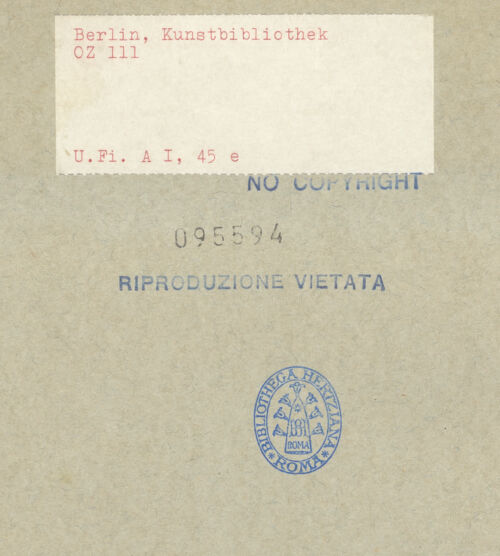 Berlin, Kunstbibliothek
OZ 111
U.Fi. A I, 45 e
NO COPYRIGHT
095594
RIPRODUZIONE VIETATA
BIBLIOTHECA HERTZIANA
ROMA
* ROMA *